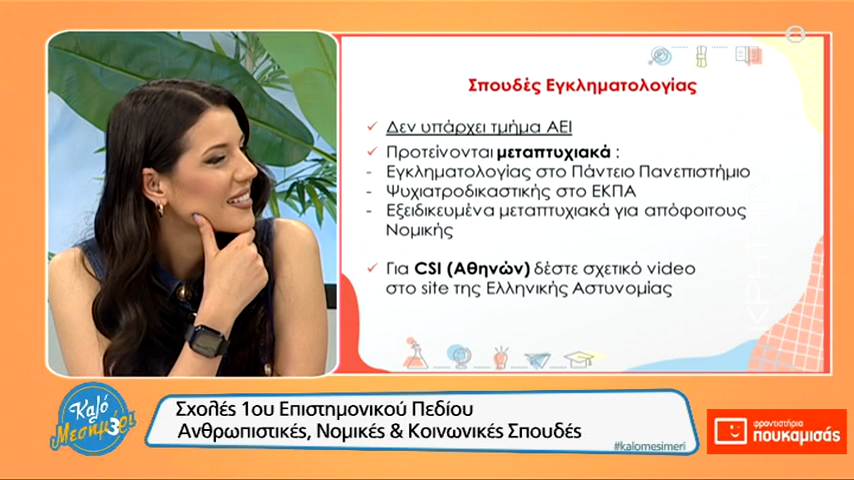 Σπουδές Εγκληματολογίας
✓ Δεν υπάρχει τμήμα ΑΕΙ
✓ Προτείνονται μεταπτυχιακά :
- Εγκληματολογίας στο Πάντειο Πανεπιστήμιο
- Ψυχιατροδικαστικής στο ΕΚΠΑ
- Εξειδικευμένα μεταπτυχιακά για απόφοιτους
Νομικής
✓ Για CSI (Αθηνών) δέστε σχετικό video
στο site της Ελληνικής Αστυνομίας
ΚΡΗΤΗ
Καλό
Μεσημ3ρι
Σχολές 1ου Επιστημονικού Πεδίου
Ανθρωπιστικές, Νομικές & Κοινωνικές Σπουδές
#kalomesimeri
φροντιστήρια
πουκαμισάς